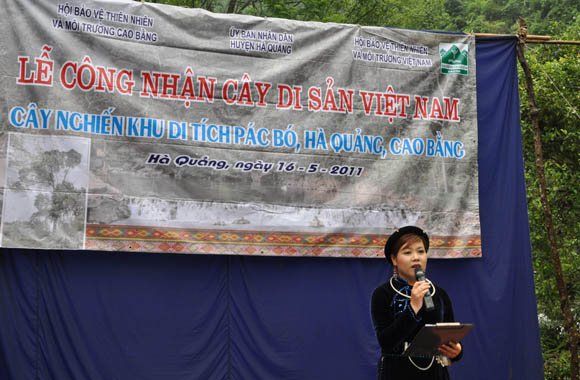 HỘI BẢO VỆ THIÊN NHIÊN
VÀ MÔI TRƯỜNG CAO BẰNG
ỦY BAN NHÂN DÂN
HUYỆN HÀ QUẢNG
HỘI BẢO VỆ THIÊN NHIÊN
VÀ MÔI TRƯỜNG VIỆT NAM
LỄ CÔNG NHẬN CÂY DI SẢN VIỆT NAM
CÂY NGHIẾN KHU DI TÍCH PÁC BÓ, HÀ QUẢNG, CAO BẰNG
Hà Quảng, ngày 16 - 5 - 2011